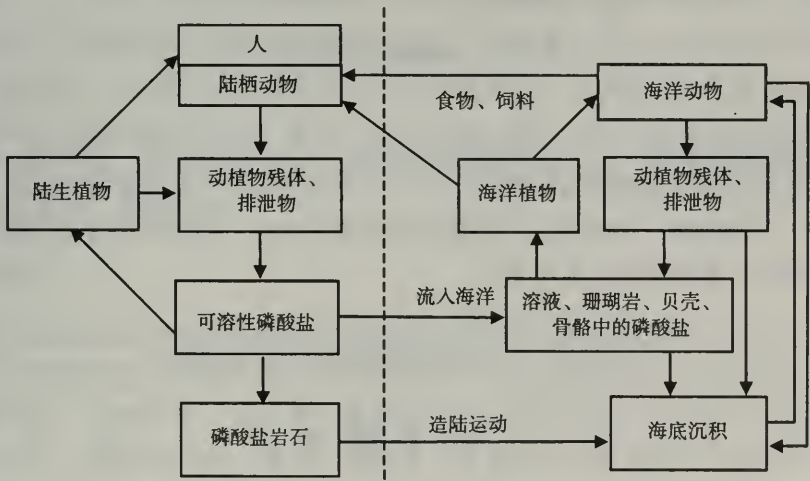 人
陆栖动物
食物、饲料
海洋动物
陆生植物
动植物残体、
排泄物
海洋植物
动植物残体、
排泄物
可溶性磷酸盐
流入海洋
溶液、珊瑚岩、贝壳、
骨骼中的磷酸盐
磷酸盐岩石
造陆运动
海底沉积